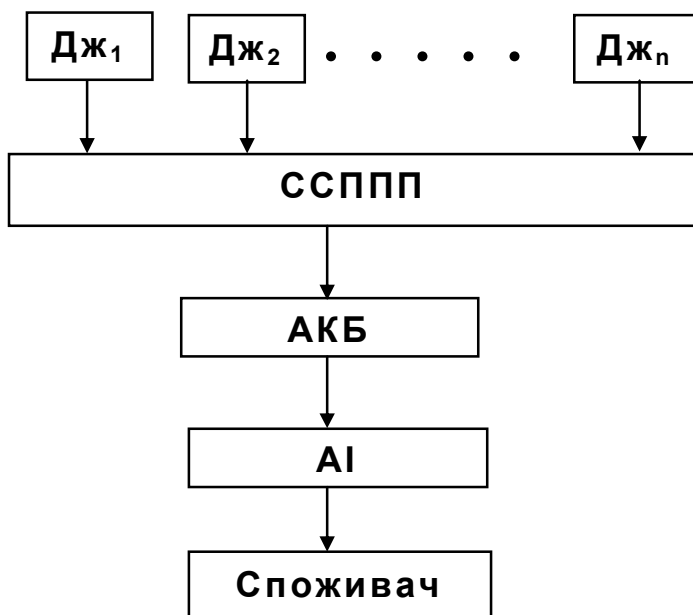 Дж₁ Дж₂ . . . . . Джₙ
ССППП
АКБ
АІ
Споживач